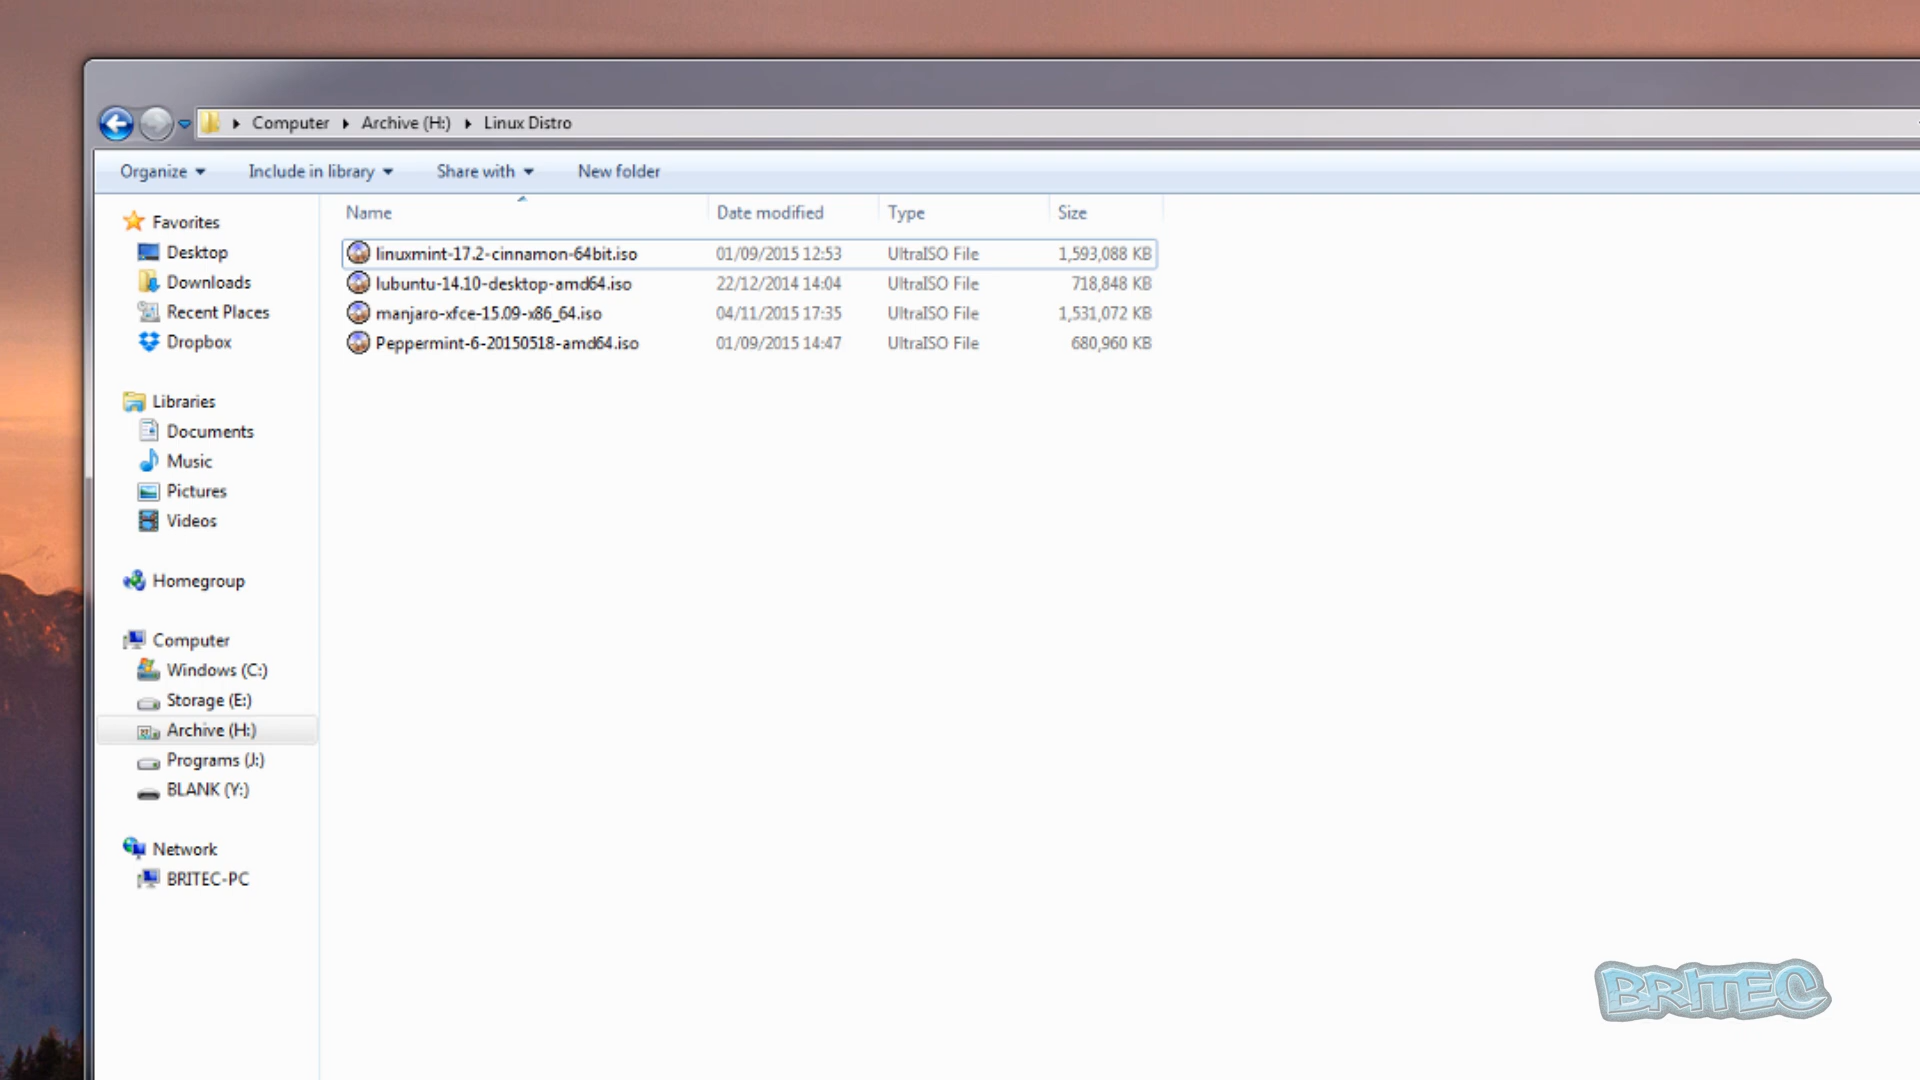 Computer Archive (H:) Linux Distro
Organize Include in library Share with New folder
Name Date modified Type Size
linuxmint-17.2-cinnamon-64bit.iso 01/09/2015 12:53 UltraISO File 1,593,088 KB
lubuntu-14.10-desktop-amd64.iso 22/12/2014 14:04 UltraISO File 718,848 KB
manjaro-xfce-15.09-x86_64.iso 04/11/2015 17:35 UltraISO File 1,531,072 KB
Peppermint-6-20150518-amd64.iso 01/09/2015 14:47 UltraISO File 680,960 KB
Favorites
Desktop
Downloads
Recent Places
Dropbox
Libraries
Documents
Music
Pictures
Videos
Homegroup
Computer
Windows (C:)
Storage (E:)
Archive (H:)
Programs (J:)
BLANK (Y:)
Network
BRITEC-PC
BRITEC